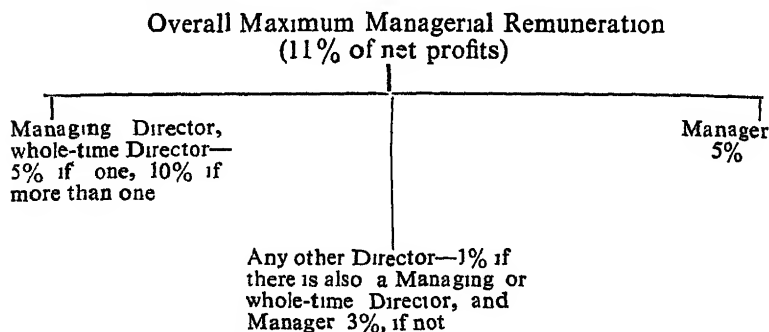 Overall Maximum Managerial Remuneration
(11% of net profits)
Managing Director,
whole-time Director—
5% if one, 10% if
more than one
Manager
5%
Any other Director—1% if
there is also a Managing or
whole-time Director, and
Manager 3%, if not